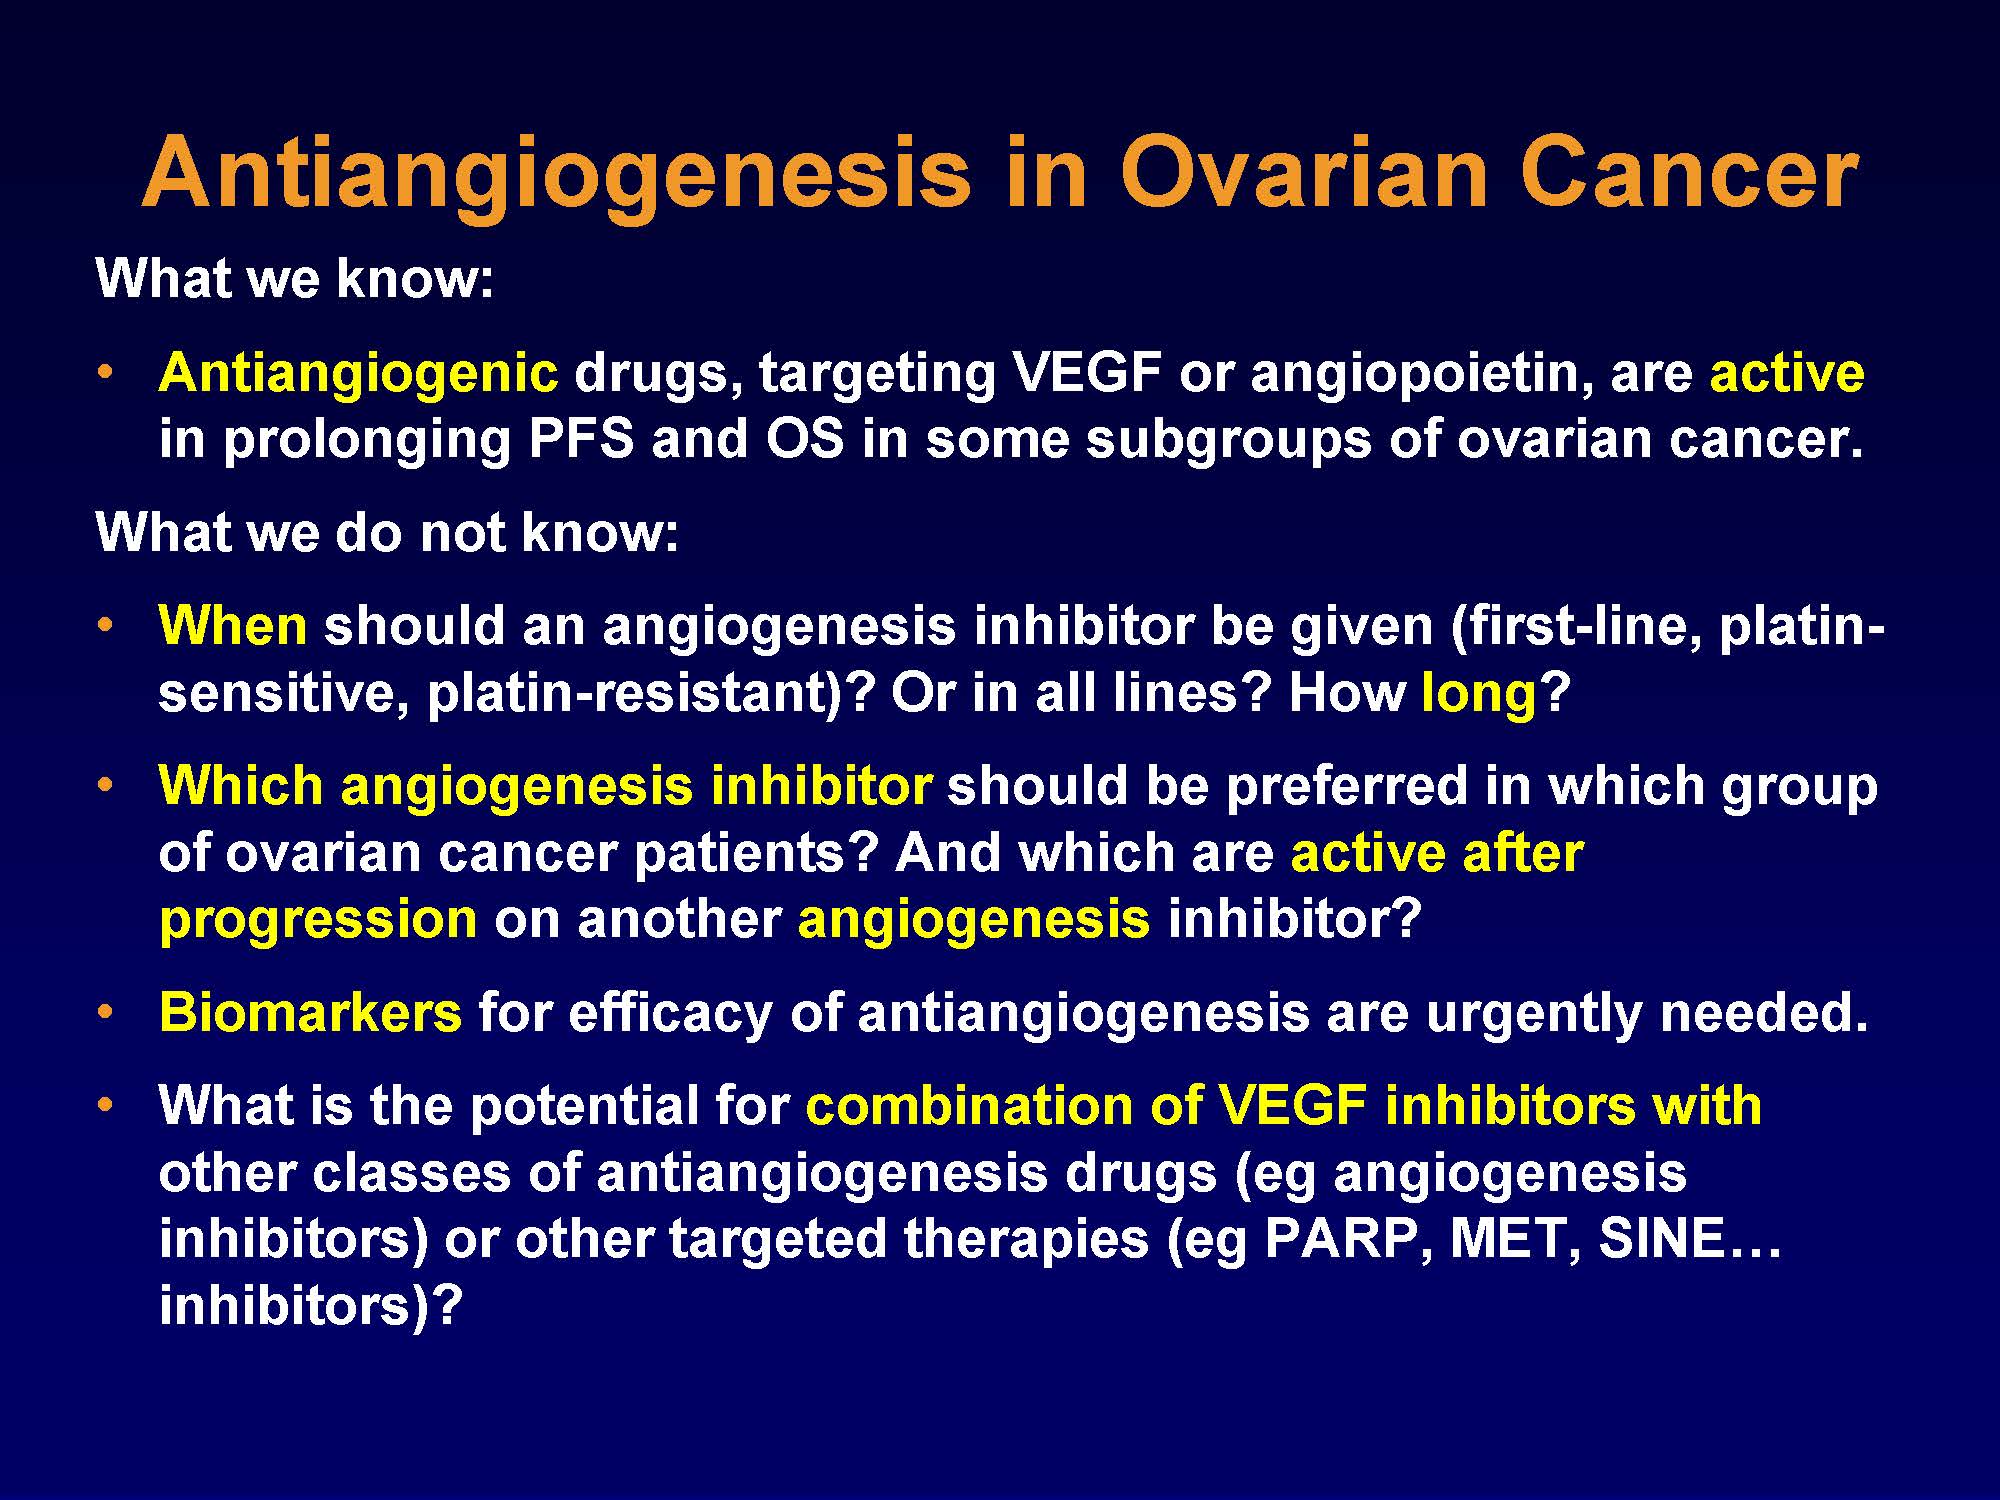 Antiangiogenesis in Ovarian Cancer
What we know:
• Antiangiogenic drugs, targeting VEGF or angiopoietin, are active
in prolonging PFS and OS in some subgroups of ovarian cancer.
What we do not know:
• When should an angiogenesis inhibitor be given (first-line, platin-
sensitive, platin-resistant)? Or in all lines? How long?
• Which angiogenesis inhibitor should be preferred in which group
of ovarian cancer patients? And which are active after
progression on another angiogenesis inhibitor?
• Biomarkers for efficacy of antiangiogenesis are urgently needed.
• What is the potential for combination of VEGF inhibitors with
other classes of antiangiogenesis drugs (eg angiogenesis
inhibitors) or other targeted therapies (eg PARP, MET, SINE…
inhibitors)?